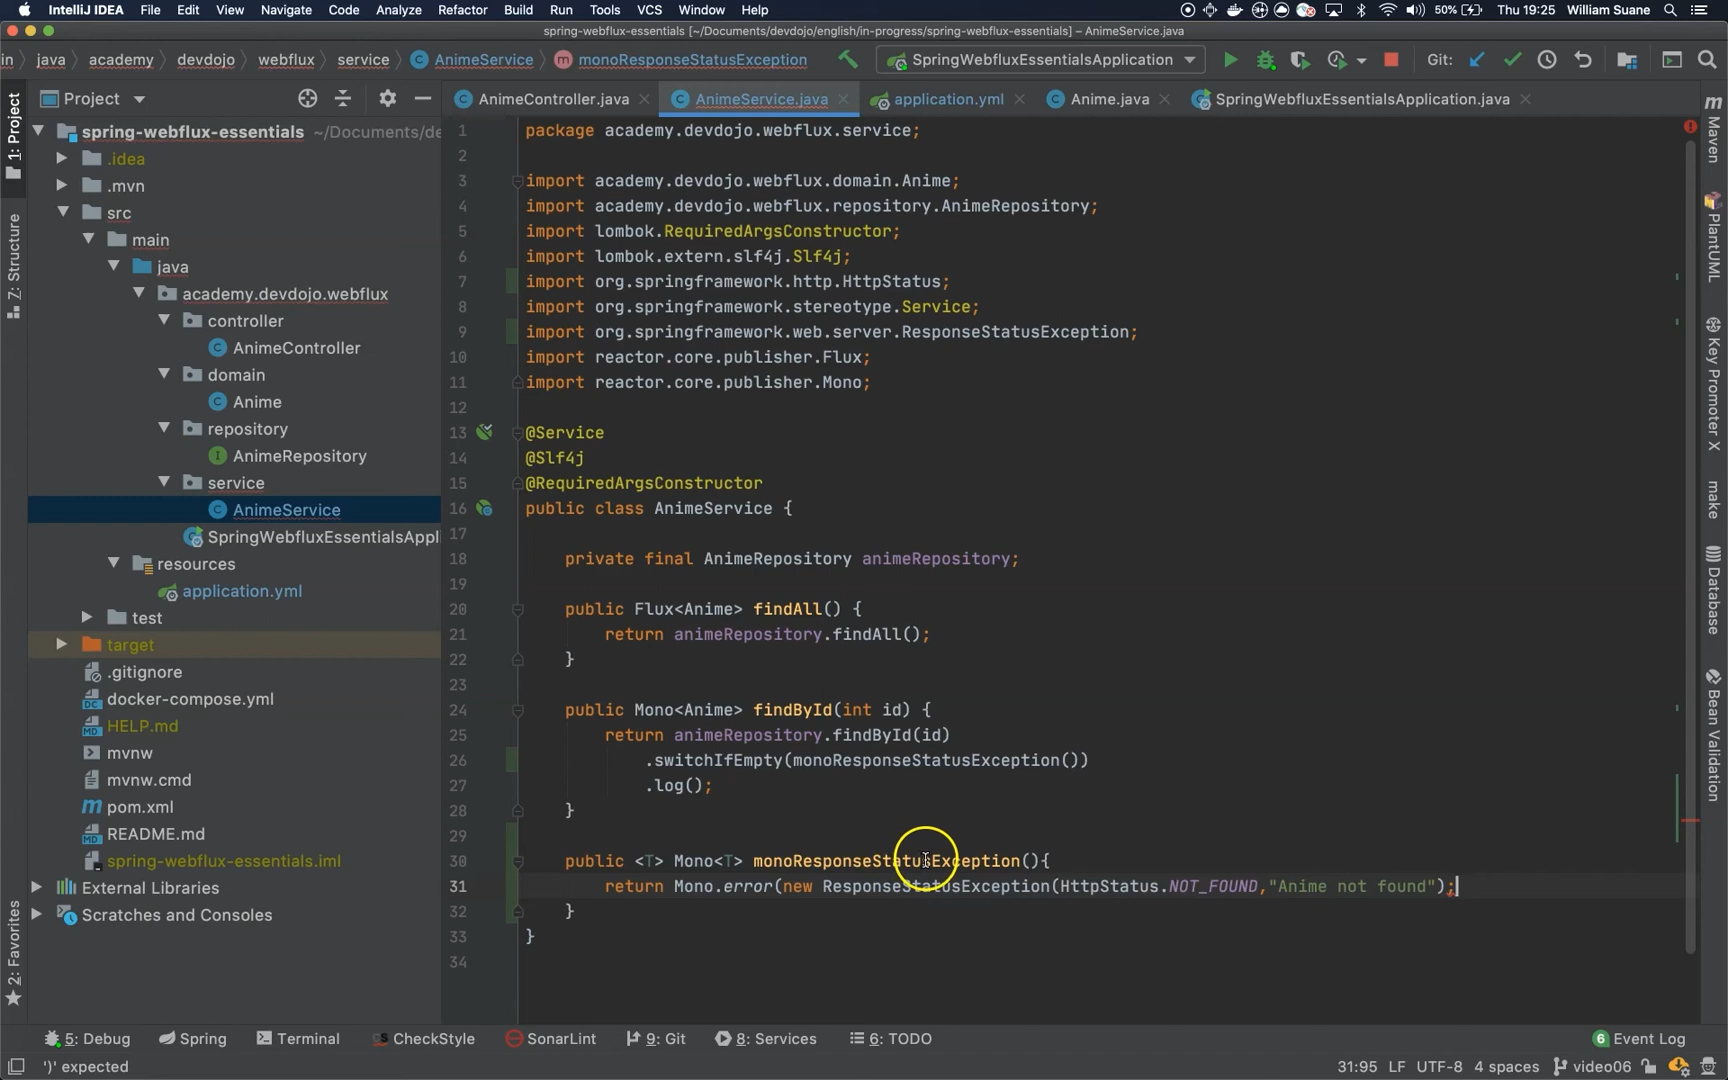 IntelliJ IDEA File Edit View Navigate Code Analyze Refactor Build Run Tools VCS Window Help 50% Thu 19:25 William Suane
spring-webflux-essentials [~/Documents/devdojo/english/in-progress/spring-webflux-essentials] – AnimeService.java
in java academy devdojo webflux service AnimeService monoResponseStatusException SpringWebfluxEssentialsApplication Git:
Project AnimeController.java AnimeService.java application.yml Anime.java SpringWebfluxEssentialsApplication.java
1: Project
7: Structure
2: Favorites
spring-webflux-essentials ~/Documents/de
.idea
.mvn
src
main
java
academy.devdojo.webflux
controller
AnimeController
domain
Anime
repository
AnimeRepository
service
AnimeService
SpringWebfluxEssentialsAppl
resources
application.yml
test
target
.gitignore
docker-compose.yml
HELP.md
mvnw
mvnw.cmd
pom.xml
README.md
spring-webflux-essentials.iml
External Libraries
Scratches and Consoles
1 package academy.devdojo.webflux.service;
2
3 import academy.devdojo.webflux.domain.Anime;
4 import academy.devdojo.webflux.repository.AnimeRepository;
5 import lombok.RequiredArgsConstructor;
6 import lombok.extern.slf4j.Slf4j;
7 import org.springframework.http.HttpStatus;
8 import org.springframework.stereotype.Service;
9 import org.springframework.web.server.ResponseStatusException;
10 import reactor.core.publisher.Flux;
11 import reactor.core.publisher.Mono;
12
13 @Service
14 @Slf4j
15 @RequiredArgsConstructor
16 public class AnimeService {
17
18 private final AnimeRepository animeRepository;
19
20 public Flux<Anime> findAll() {
21 return animeRepository.findAll();
22 }
23
24 public Mono<Anime> findById(int id) {
25 return animeRepository.findById(id)
26 .switchIfEmpty(monoResponseStatusException())
27 .log();
28 }
29
30 public <T> Mono<T> monoResponseStatusException(){
31 return Mono.error(new ResponseStatusException(HttpStatus.NOT_FOUND,"Anime not found");
32 }
33 }
34
Maven
PlantUML
Key Promoter X
make
Database
Bean Validation
5: Debug Spring Terminal CheckStyle SonarLint 9: Git 8: Services 6: TODO 6 Event Log
')' expected 31:95 LF UTF-8 4 spaces video06